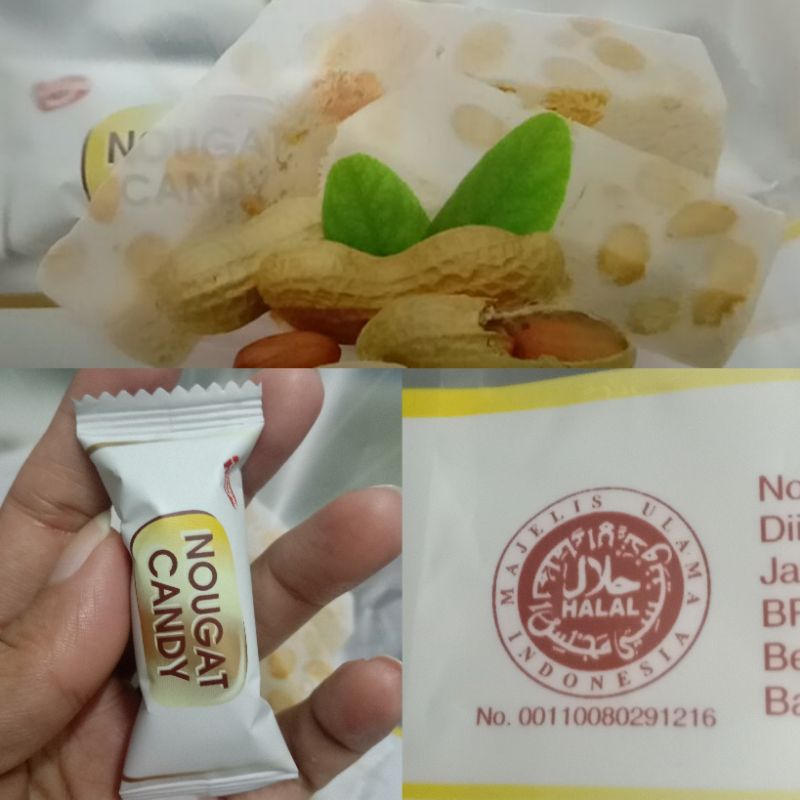 NOUGAT
CANDY
NOUGAT
CANDY
MAJELIS ULAMA
حلال
HALAL
INDONESIA
No. 00110080291216